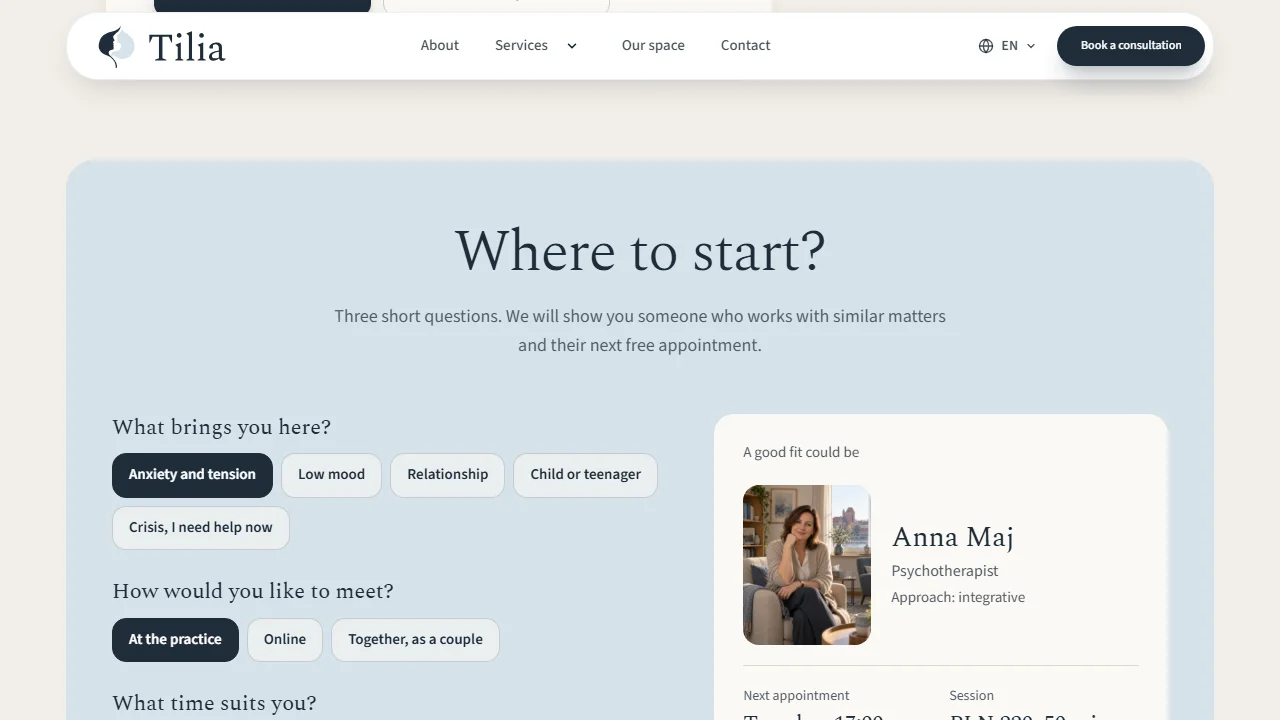 Tilia
About
Services
Our space
Contact
EN
Book a consultation
Where to start?
Three short questions. We will show you someone who works with similar matters
and their next free appointment.
What brings you here?
Anxiety and tension
Low mood
Relationship
Child or teenager
Crisis, I need help now
How would you like to meet?
At the practice
Online
Together, as a couple
What time suits you?
A good fit could be
Anna Maj
Psychotherapist
Approach: integrative
Next appointment
Session